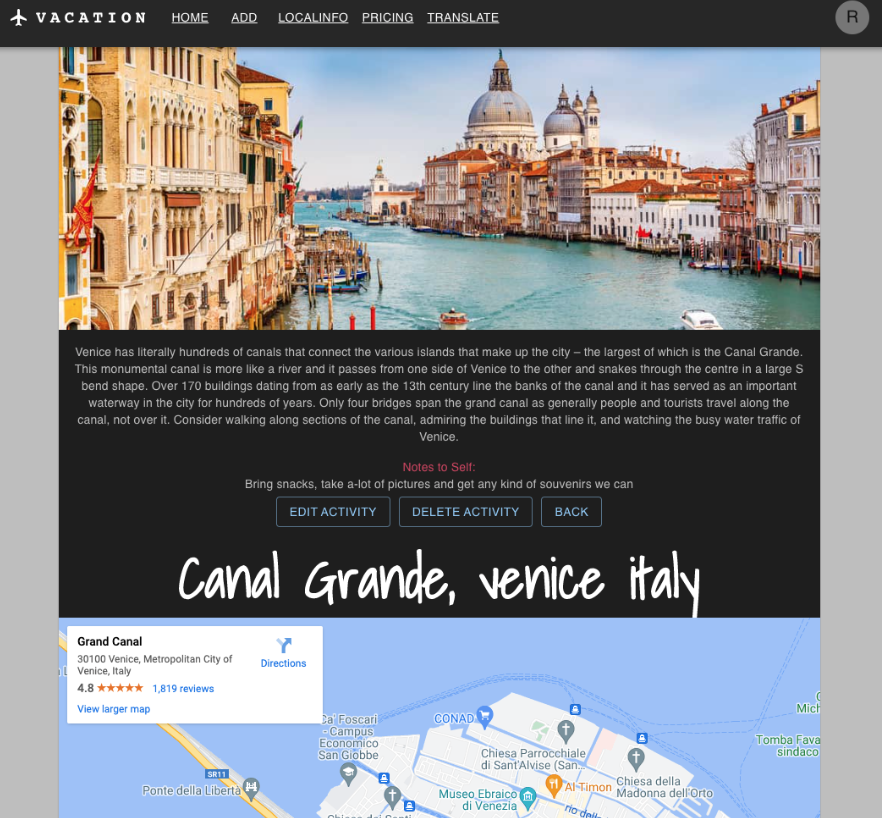 VACATION HOME ADD LOCALINFO PRICING TRANSLATE R
Venice has literally hundreds of canals that connect the various islands that make up the city – the largest of which is the Canal Grande.
This monumental canal is more like a river and it passes from one side of Venice to the other and snakes through the centre in a large S
bend shape. Over 170 buildings dating from as early as the 13th century line the banks of the canal and it has served as an important
waterway in the city for hundreds of years. Only four bridges span the grand canal as generally people and tourists travel along the
canal, not over it. Consider walking along sections of the canal, admiring the buildings that line it, and watching the busy water traffic of
Venice.
Notes to Self:
Bring snacks, take a-lot of pictures and get any kind of souvenirs we can
EDIT ACTIVITY DELETE ACTIVITY BACK
Canal Grande, venice italy
Grand Canal
30100 Venice, Metropolitan City of
Venice, Italy
Directions
4.8 1,819 reviews
View larger map
Ca' Foscari
- Campus
Economico
San Giobbe
CONAD
Chiesa Parrocchiale
di Sant'Alvise (San...
Tomba Fava
sindaco
SR11
Ponte della Libertà
Museo Ebraico
di Venezia
Al Timon
Chiesa della
Madonna dell'Orto